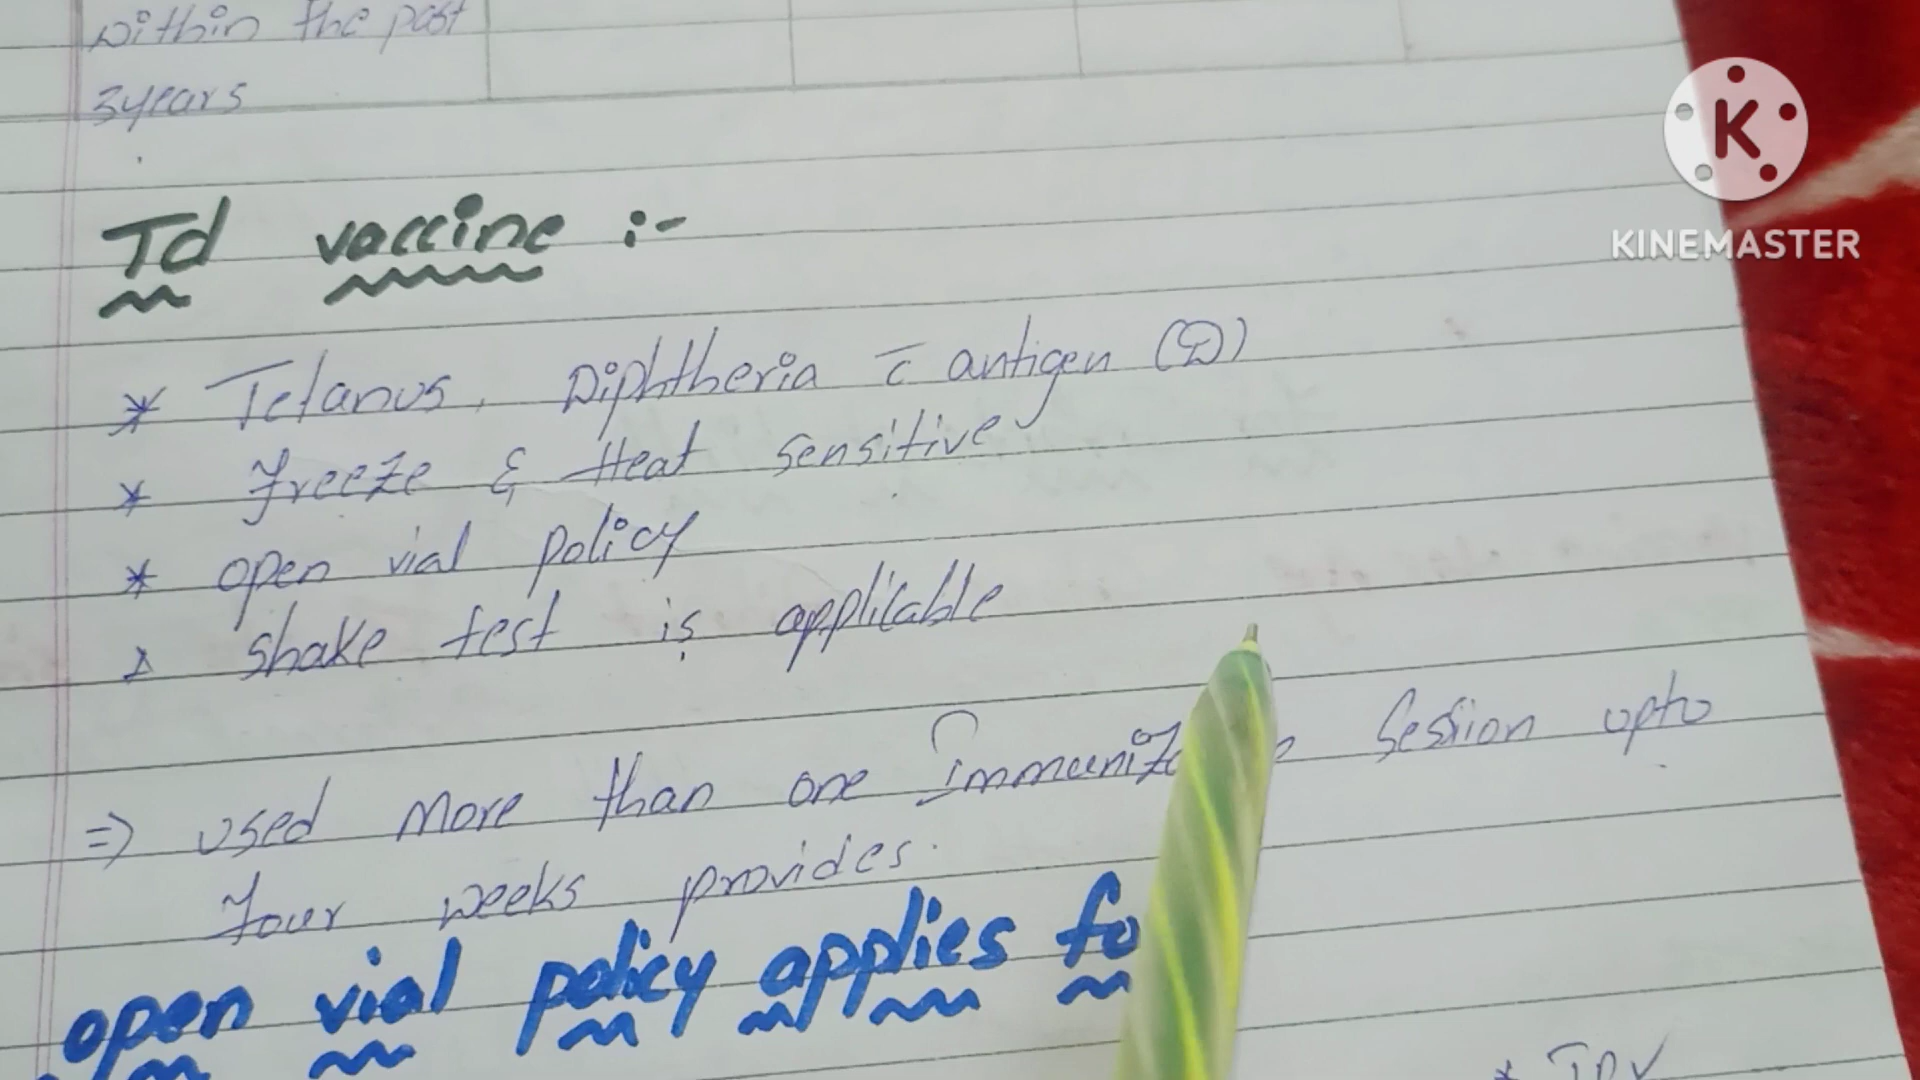 within the past
3years
Td vaccine :-
* Tetanus, Diphtheria c̄ antigen (D)
* Freeze & Heat sensitive
* open vial policy
* shake test is applicable
⇒ used more than one Session upto
four weeks provides.
open vial policy applies
K
KINEMASTER